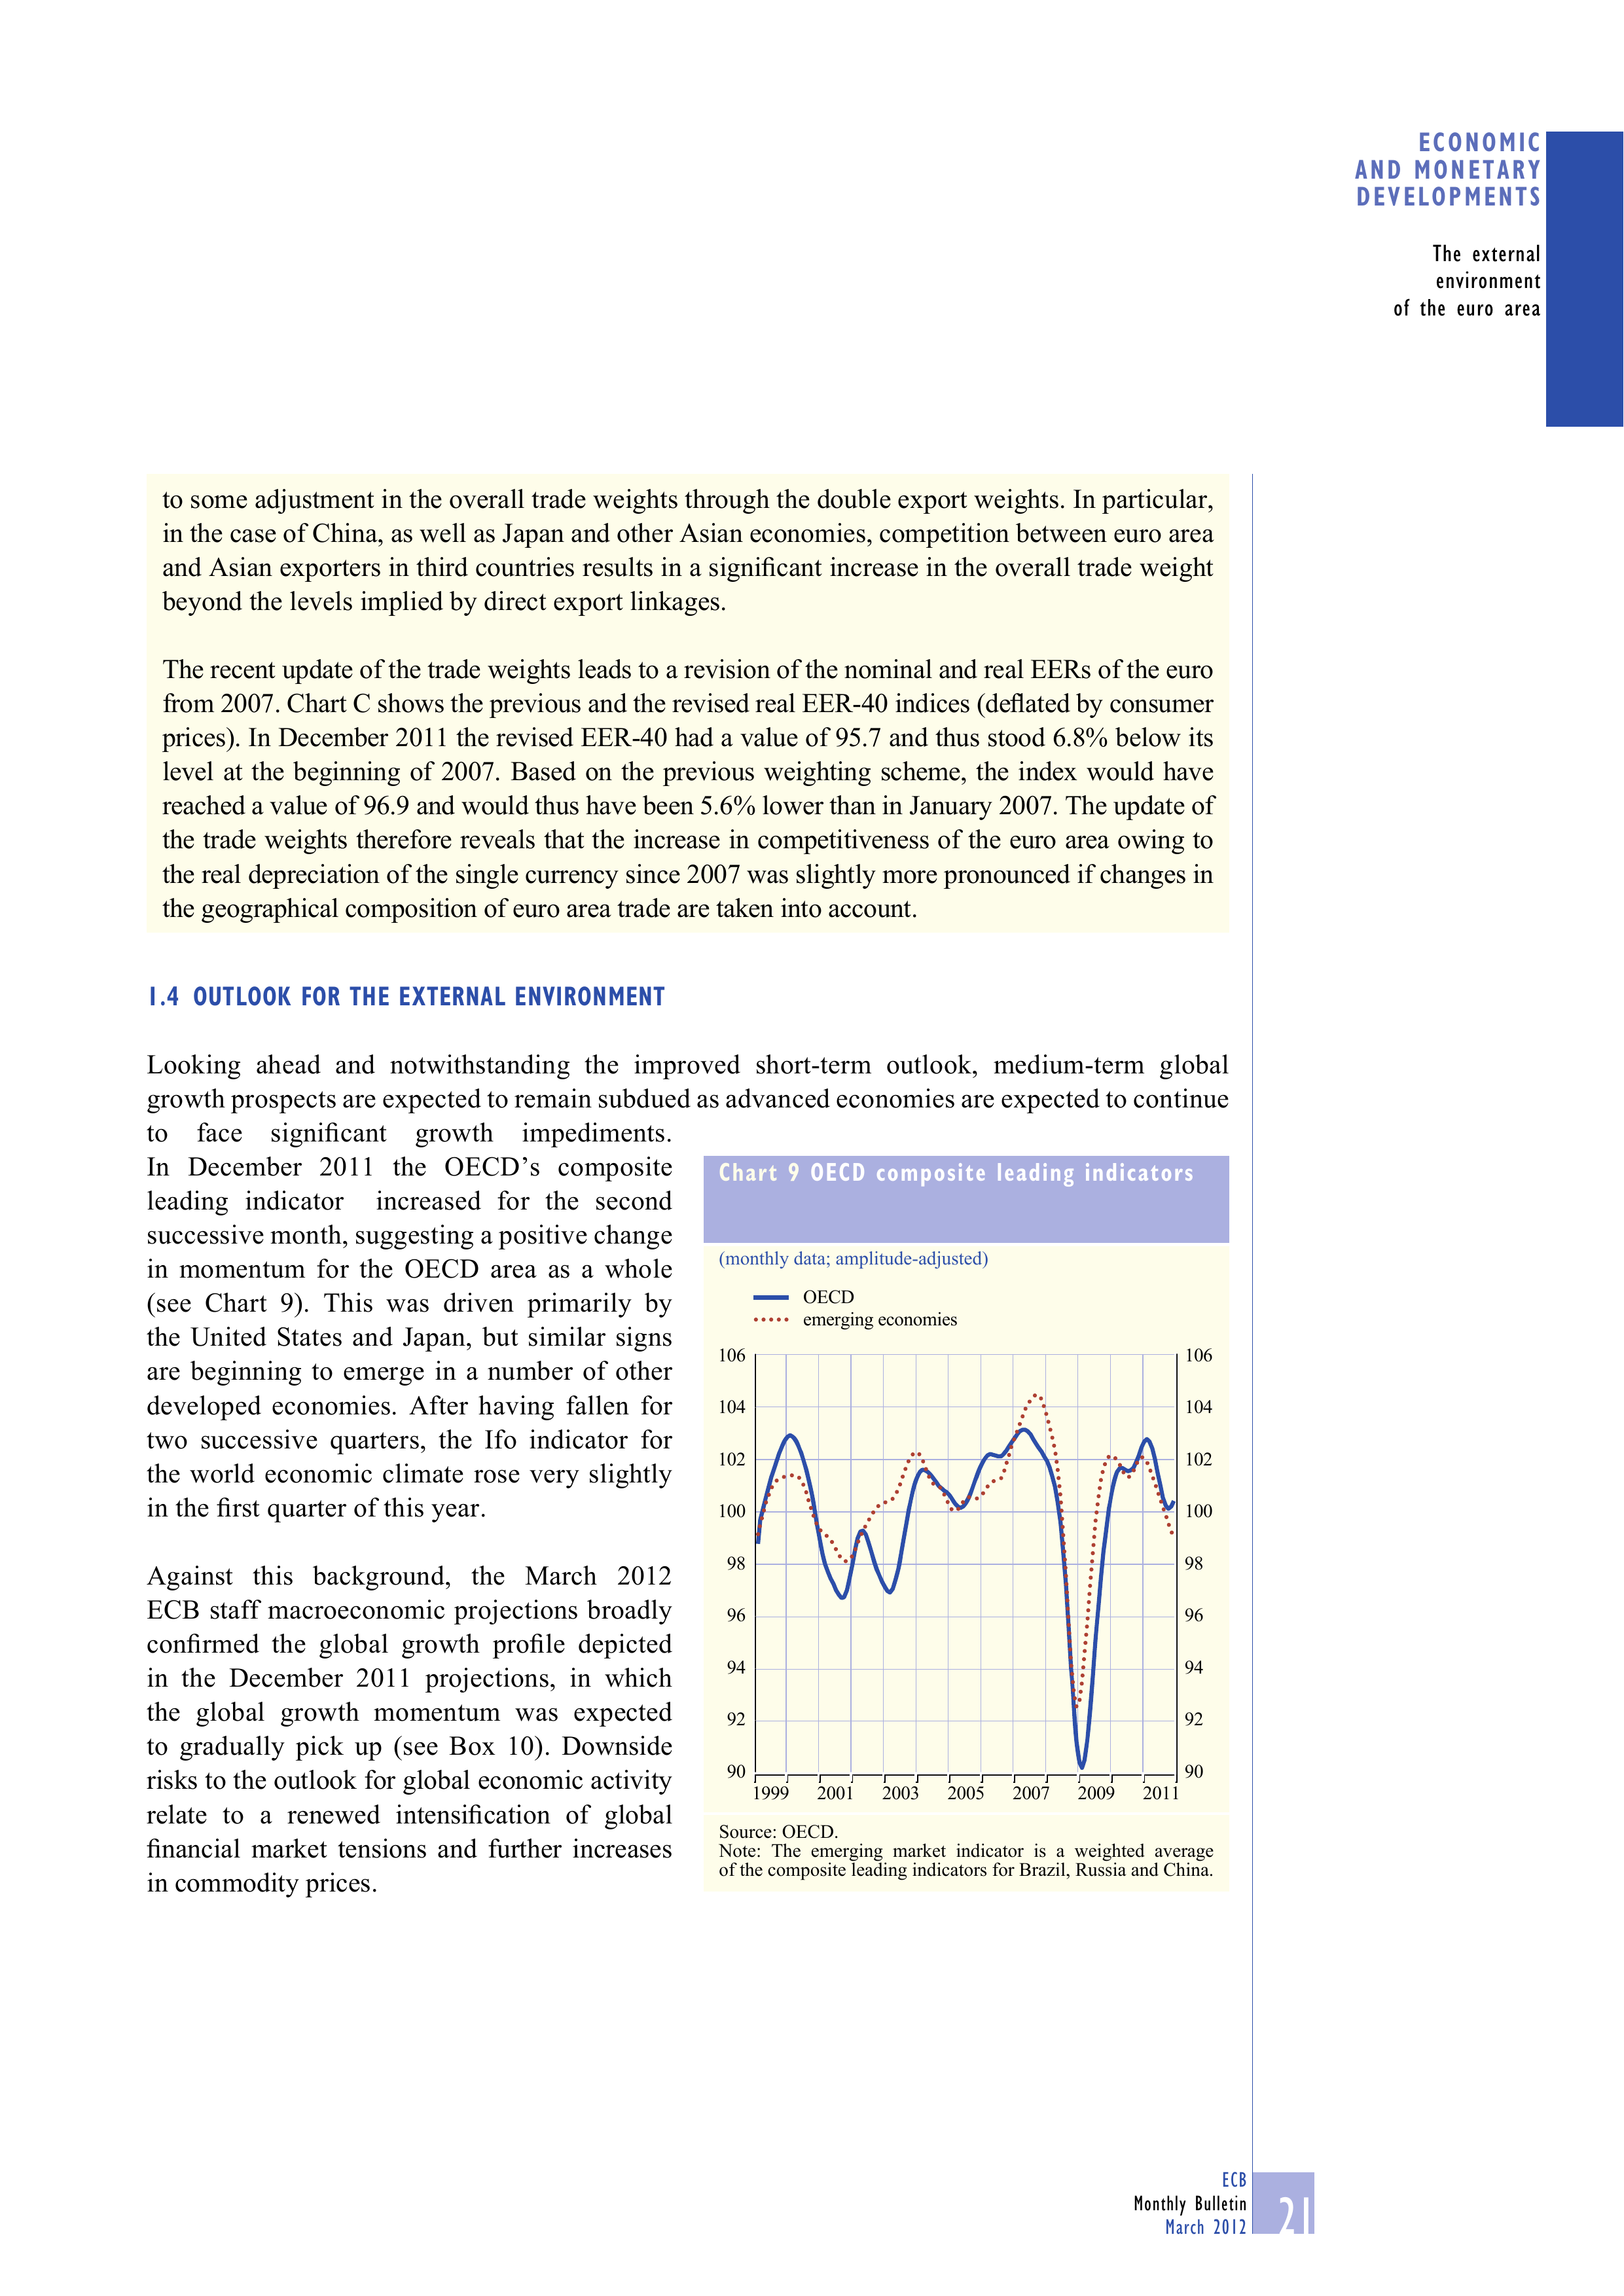 ECONOMIC
AND MONETARY
DEVELOPMENTS
The external
environment
of the euro area
to some adjustment in the overall trade weights through the double export weights. In particular,
in the case of China, as well as Japan and other Asian economies, competition between euro area
and Asian exporters in third countries results in a significant increase in the overall trade weight
beyond the levels implied by direct export linkages.
The recent update of the trade weights leads to a revision of the nominal and real EERs of the euro
from 2007. Chart C shows the previous and the revised real EER-40 indices (deflated by consumer
prices). In December 2011 the revised EER-40 had a value of 95.7 and thus stood 6.8% below its
level at the beginning of 2007. Based on the previous weighting scheme, the index would have
reached a value of 96.9 and would thus have been 5.6% lower than in January 2007. The update of
the trade weights therefore reveals that the increase in competitiveness of the euro area owing to
the real depreciation of the single currency since 2007 was slightly more pronounced if changes in
the geographical composition of euro area trade are taken into account.
1.4 OUTLOOK FOR THE EXTERNAL ENVIRONMENT
Looking ahead and notwithstanding the improved short-term outlook, medium-term global
growth prospects are expected to remain subdued as advanced economies are expected to continue
to face significant growth impediments.
In December 2011 the OECD's composite
leading indicator increased for the second
successive month, suggesting a positive change
in momentum for the OECD area as a whole
(see Chart 9). This was driven primarily by
the United States and Japan, but similar signs
are beginning to emerge in a number of other
developed economies. After having fallen for
two successive quarters, the Ifo indicator for
the world economic climate rose very slightly
in the first quarter of this year.
Against this background, the March 2012
ECB staff macroeconomic projections broadly
confirmed the global growth profile depicted
in the December 2011 projections, in which
the global growth momentum was expected
to gradually pick up (see Box 10). Downside
risks to the outlook for global economic activity
relate to a renewed intensification of global
financial market tensions and further increases
in commodity prices.
Chart 9 OECD composite leading indicators
(monthly data; amplitude-adjusted)
OECD
emerging economies
106 106
104 104
102 102
100 100
98 98
96 96
94 94
92 92
90 90
1999 2001 2003 2005 2007 2009 2011
Source: OECD.
Note: The emerging market indicator is a weighted average
of the composite leading indicators for Brazil, Russia and China.
ECB
Monthly Bulletin
March 2012
21